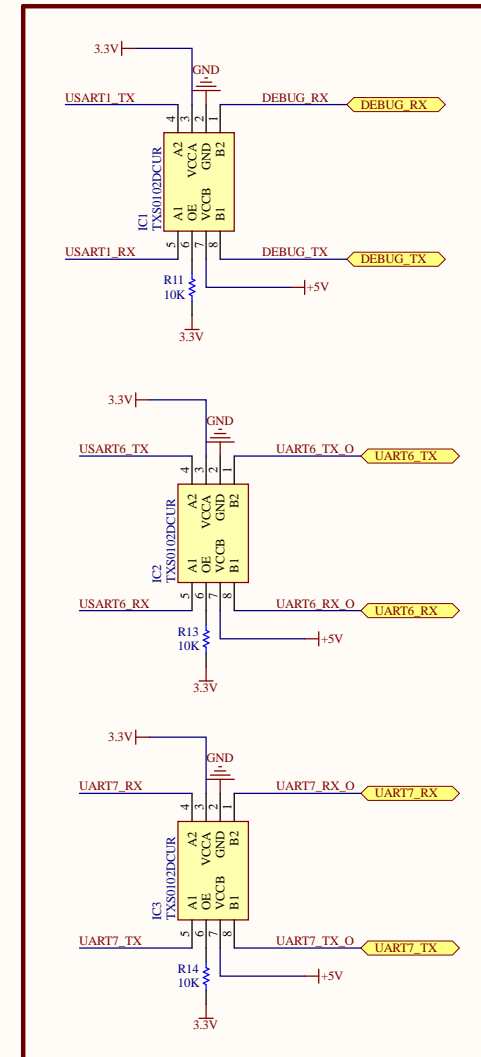 3.3V
GND
USART1_TX
DEBUG_RX
DEBUG_RX
4
3
2
1
A2
VCCA
GND
B2
IC1
TXS0102DCUR
A1
OE
VCCB
B1
5
6
7
8
USART1_RX
DEBUG_TX
DEBUG_TX
R11
10K
+5V
3.3V
3.3V
GND
USART6_TX
UART6_TX_O
UART6_TX
4
3
2
1
A2
VCCA
GND
B2
IC2
TXS0102DCUR
A1
OE
VCCB
B1
5
6
7
8
USART6_RX
UART6_RX_O
UART6_RX
R13
10K
+5V
3.3V
3.3V
GND
UART7_RX
UART7_RX_O
UART7_RX
4
3
2
1
A2
VCCA
GND
B2
IC3
TXS0102DCUR
A1
OE
VCCB
B1
5
6
7
8
UART7_TX
UART7_TX_O
UART7_TX
R14
10K
+5V
3.3V